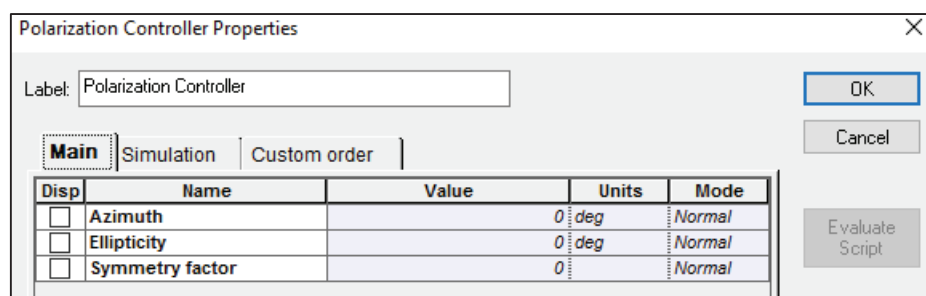 Polarization Controller Properties
Label: Polarization Controller
OK
Cancel
Main Simulation Custom order
Disp Name Value Units Mode
Azimuth 0 deg Normal
Ellipticity 0 deg Normal
Symmetry factor 0 Normal
Evaluate
Script